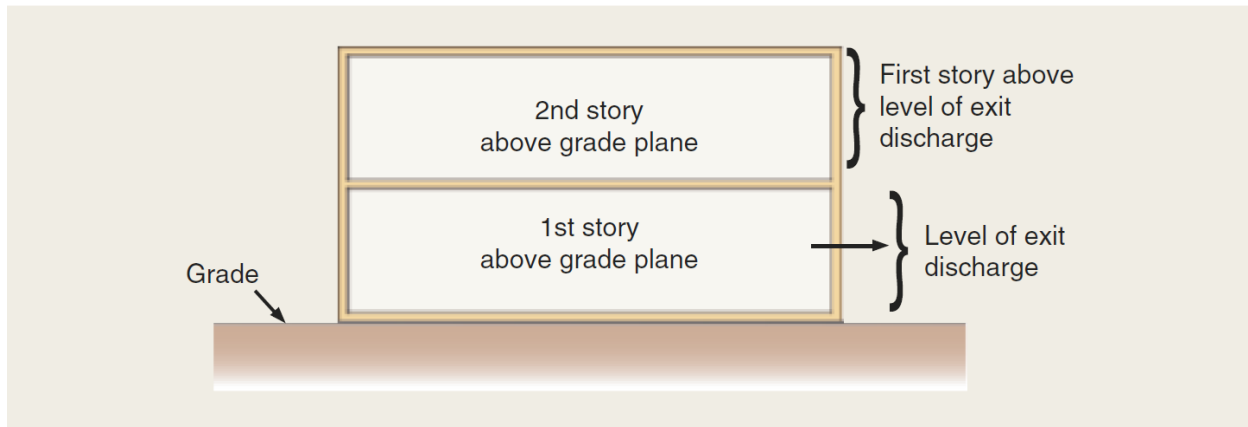 2nd story
above grade plane
First story above
level of exit
discharge
1st story
above grade plane
Level of exit
discharge
Grade